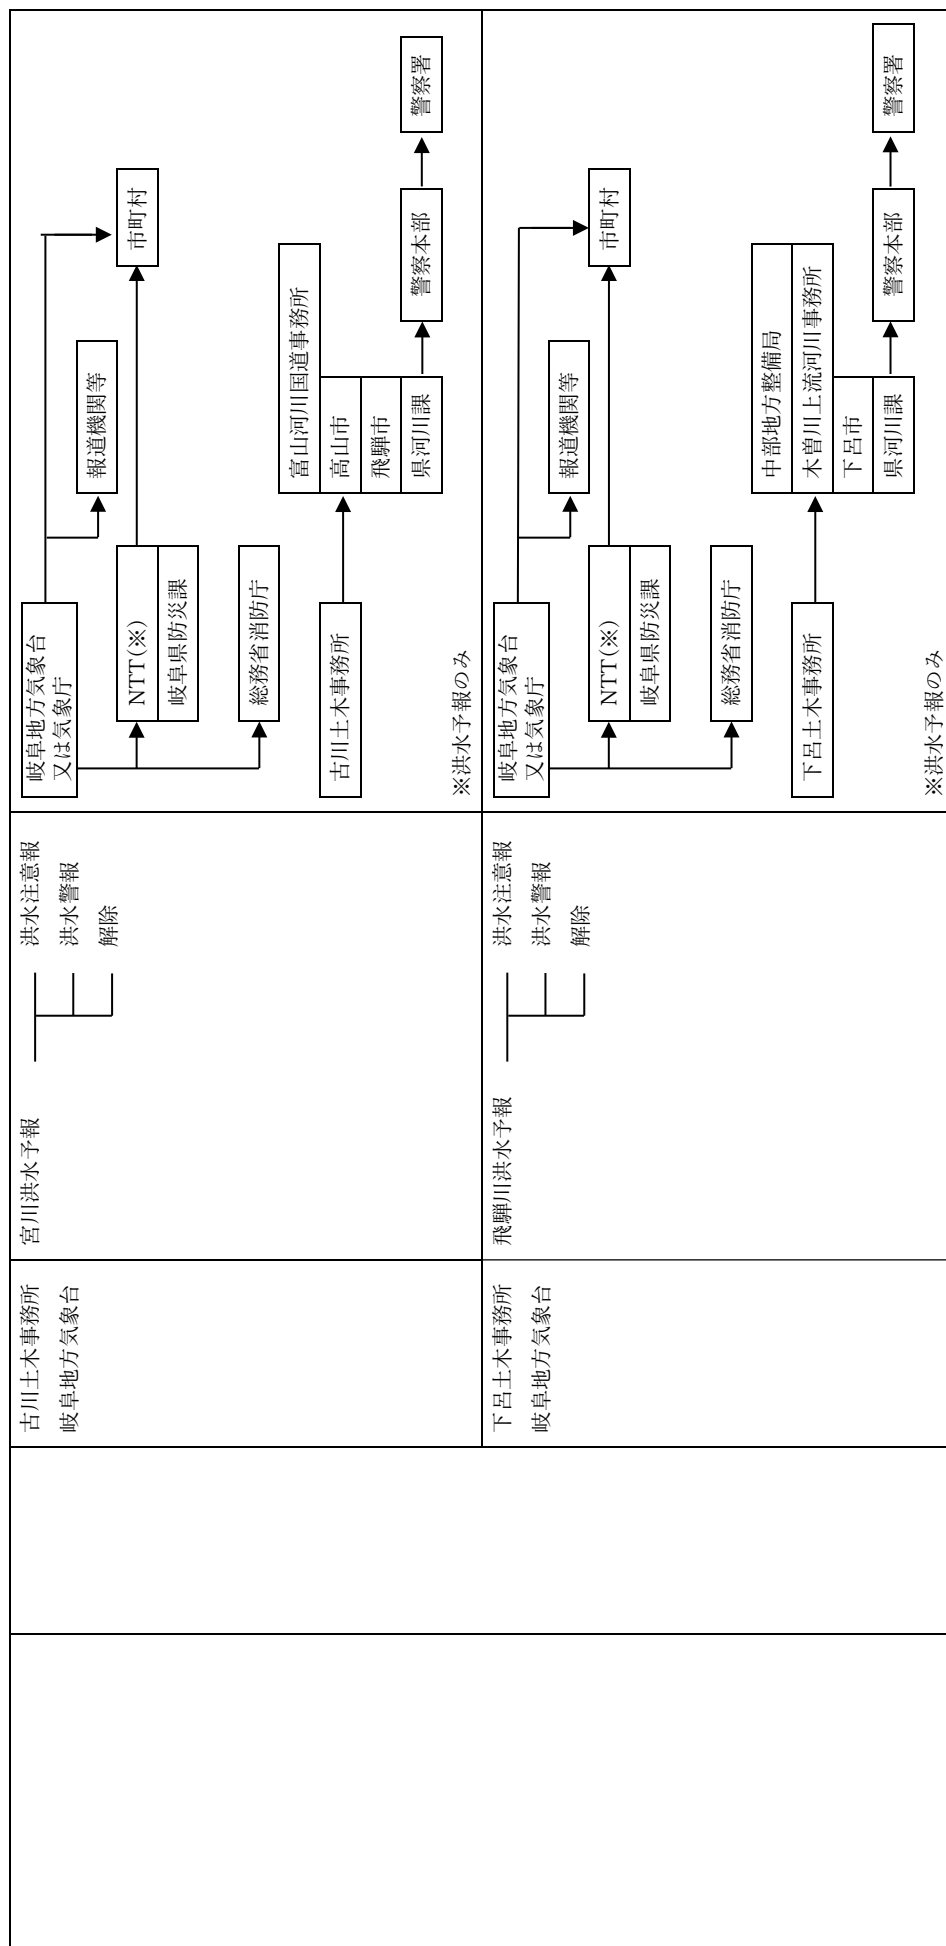 古川土木事務所
岐阜地方気象台
宮川洪水予報
洪水注意報
洪水警報
解除
岐阜地方気象台
又は気象庁
報道機関等
市町村
NTT(※)
岐阜県防災課
総務省消防庁
古川土木事務所
富山河川国道事務所
高山市
飛騨市
県河川課
警察本部
警察署
※洪水予報のみ
下呂土木事務所
岐阜地方気象台
飛騨川洪水予報
洪水注意報
洪水警報
解除
岐阜地方気象台
又は気象庁
報道機関等
市町村
NTT(※)
岐阜県防災課
総務省消防庁
下呂土木事務所
中部地方整備局
木曽川上流河川事務所
下呂市
県河川課
警察本部
警察署
※洪水予報のみ